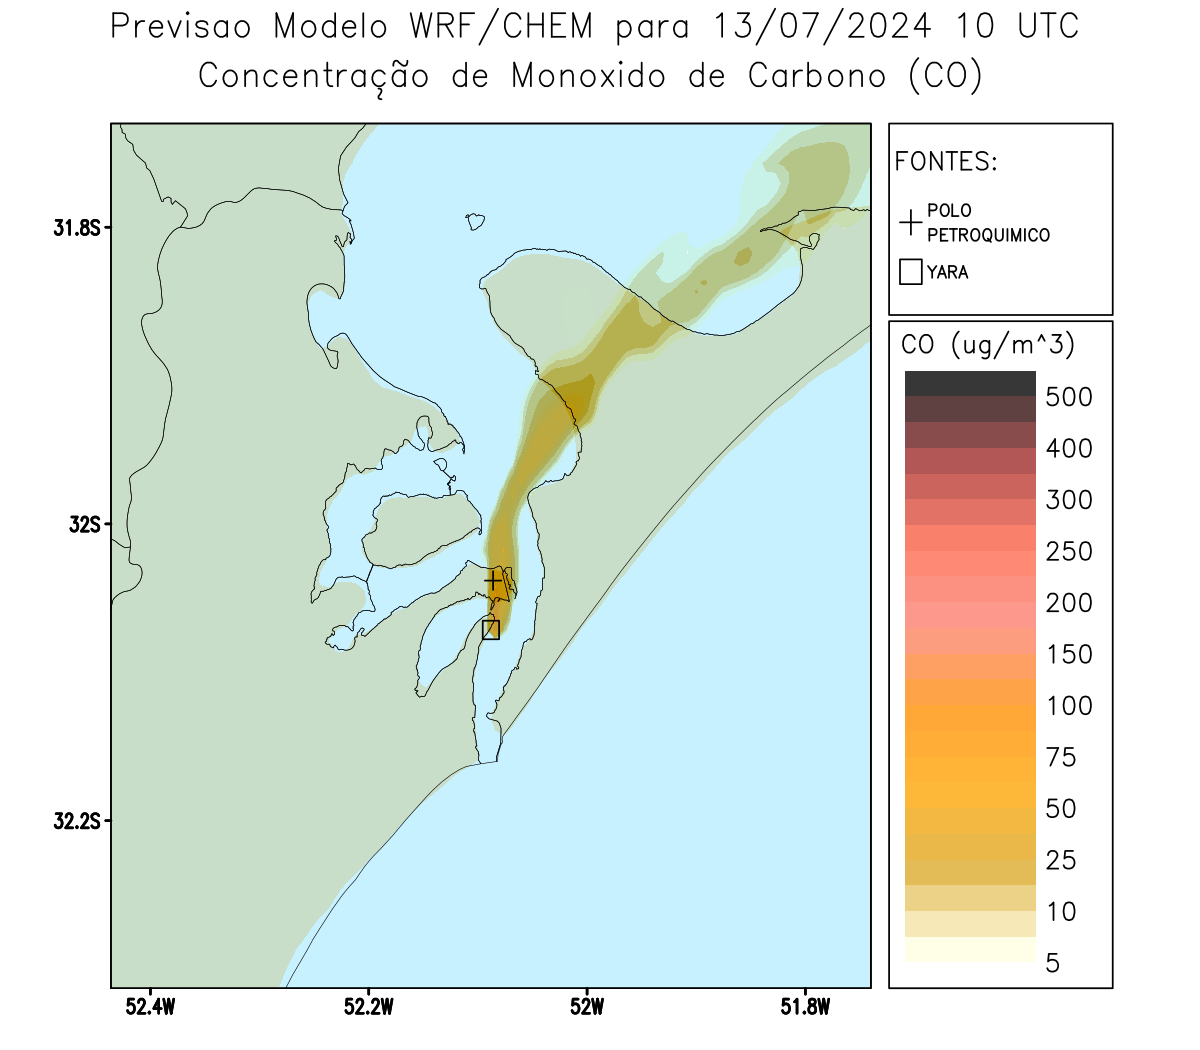 Previsao Modelo WRF/CHEM para 13/07/2024 10 UTC
Concentração de Monoxido de Carbono (CO)
FONTES:
POLO
PETROQUIMICO
YARA
CO (ug/m^3)
500
400
300
250
200
150
100
75
50
25
10
5
31.8S
32S
32.2S
52.4W
52.2W
52W
51.8W